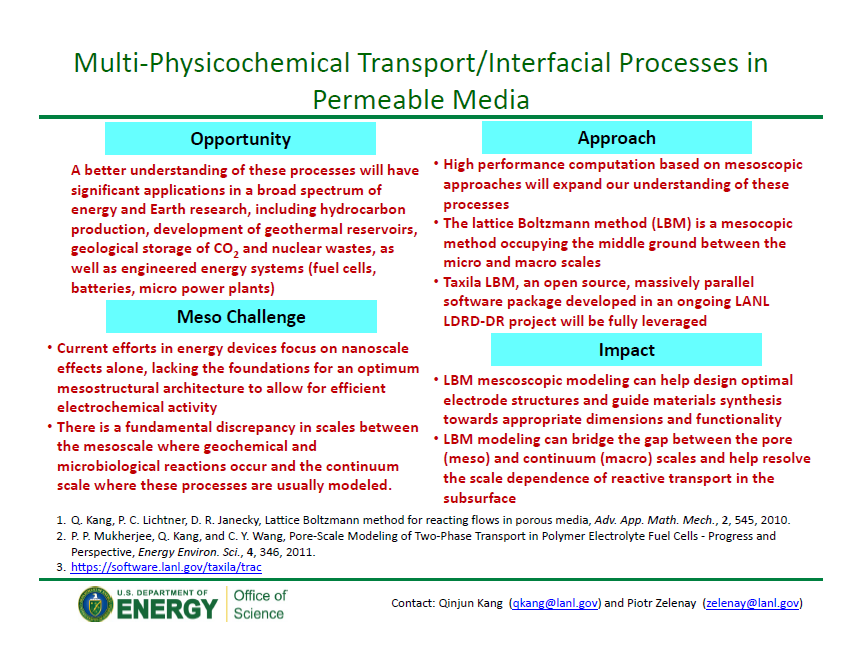 Multi-Physicochemical Transport/Interfacial Processes in
Permeable Media
Opportunity
A better understanding of these processes will have
significant applications in a broad spectrum of
energy and Earth research, including hydrocarbon
production, development of geothermal reservoirs,
geological storage of CO2 and nuclear wastes, as
well as engineered energy systems (fuel cells,
batteries, micro power plants)
Meso Challenge
• Current efforts in energy devices focus on nanoscale
effects alone, lacking the foundations for an optimum
mesostructural architecture to allow for efficient
electrochemical activity
• There is a fundamental discrepancy in scales between
the mesoscale where geochemical and
microbiological reactions occur and the continuum
scale where these processes are usually modeled.
Approach
• High performance computation based on mesoscopic
approaches will expand our understanding of these
processes
• The lattice Boltzmann method (LBM) is a mesocopic
method occupying the middle ground between the
micro and macro scales
• Taxila LBM, an open source, massively parallel
software package developed in an ongoing LANL
LDRD-DR project will be fully leveraged
Impact
• LBM mescoscopic modeling can help design optimal
electrode structures and guide materials synthesis
towards appropriate dimensions and functionality
• LBM modeling can bridge the gap between the pore
(meso) and continuum (macro) scales and help resolve
the scale dependence of reactive transport in the
subsurface
1. Q. Kang, P. C. Lichtner, D. R. Janecky, Lattice Boltzmann method for reacting flows in porous media, Adv. App. Math. Mech., 2, 545, 2010.
2. P. P. Mukherjee, Q. Kang, and C. Y. Wang, Pore-Scale Modeling of Two-Phase Transport in Polymer Electrolyte Fuel Cells - Progress and
Perspective, Energy Environ. Sci., 4, 346, 2011.
3. https://software.lanl.gov/taxila/trac
U.S. DEPARTMENT OF
ENERGY
Office of
Science
Contact: Qinjun Kang (qkang@lanl.gov) and Piotr Zelenay (zelenay@lanl.gov)